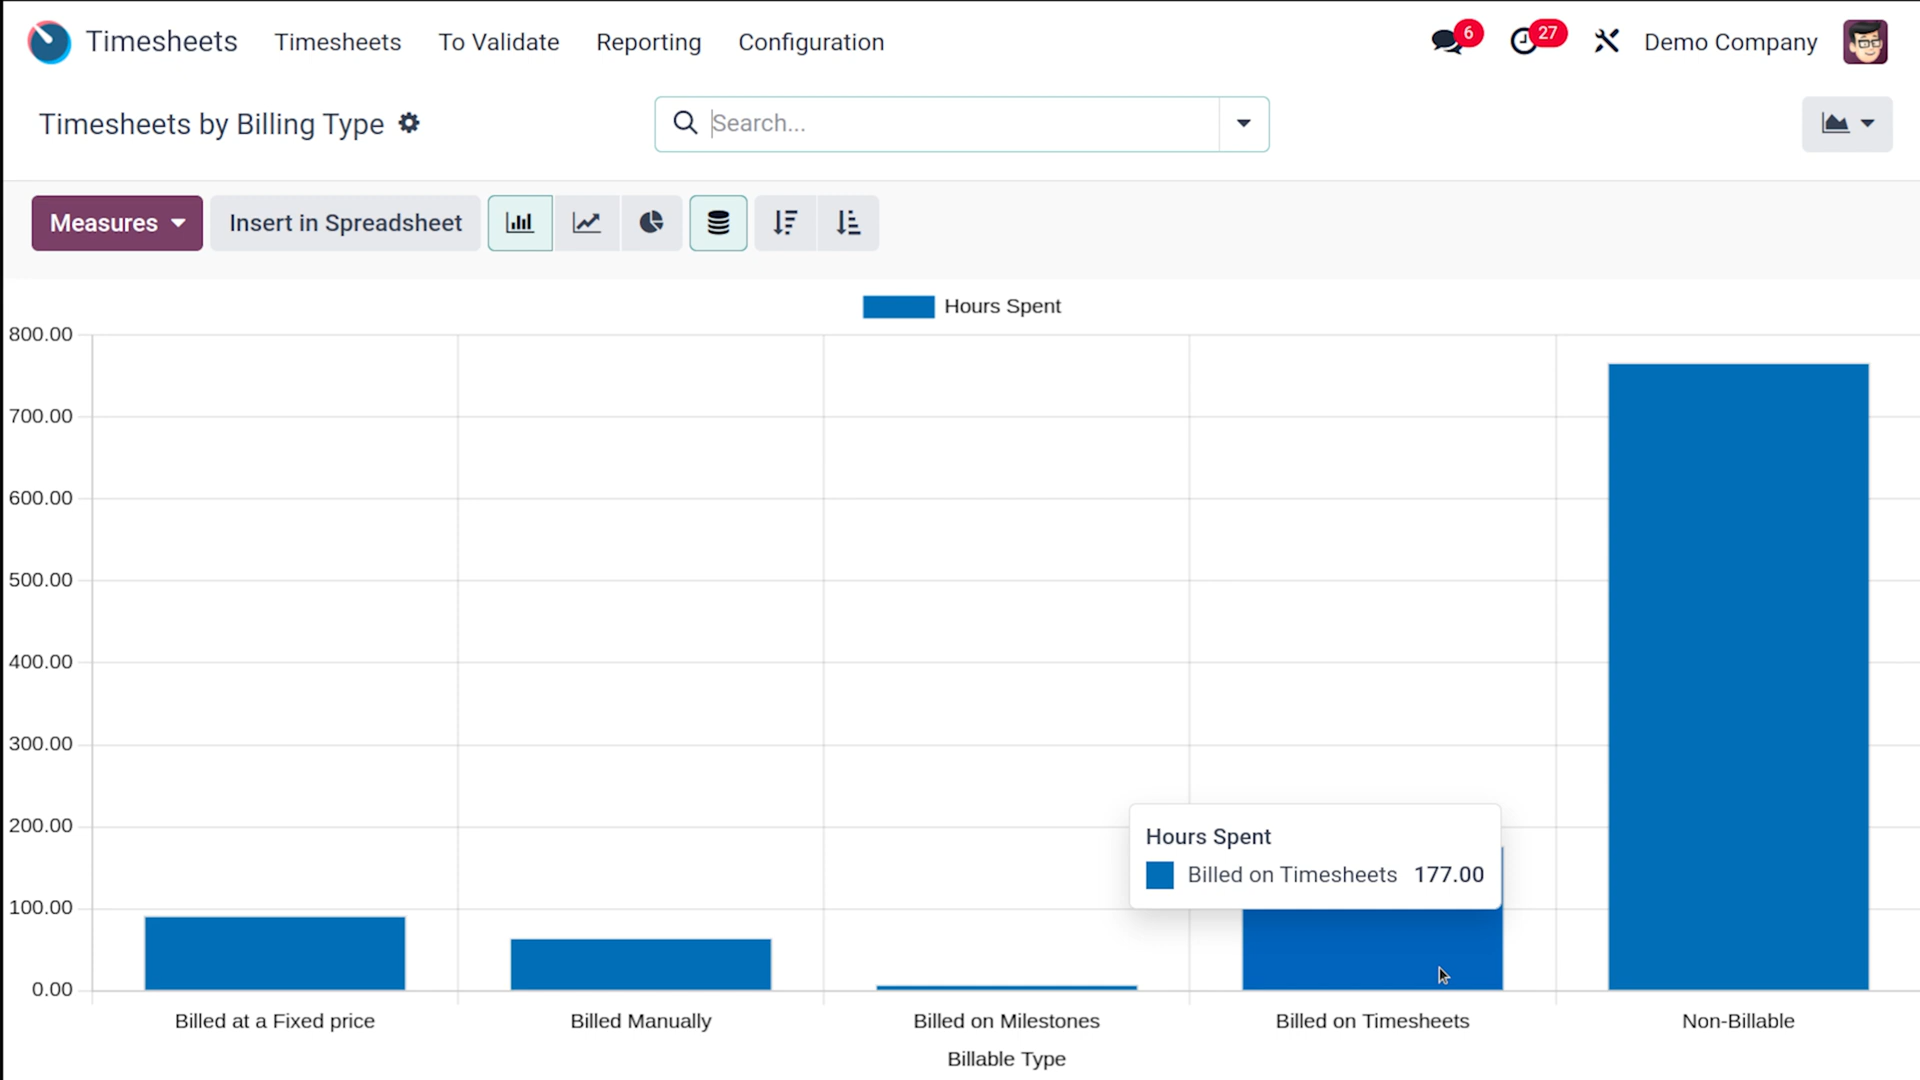 Timesheets Timesheets To Validate Reporting Configuration 6 27 Demo Company
Timesheets by Billing Type Search...
Measures Insert in Spreadsheet
Hours Spent
800.00
700.00
600.00
500.00
400.00
300.00
200.00
100.00
0.00
Hours Spent
Billed on Timesheets 177.00
Billed at a Fixed price Billed Manually Billed on Milestones Billed on Timesheets Non-Billable
Billable Type